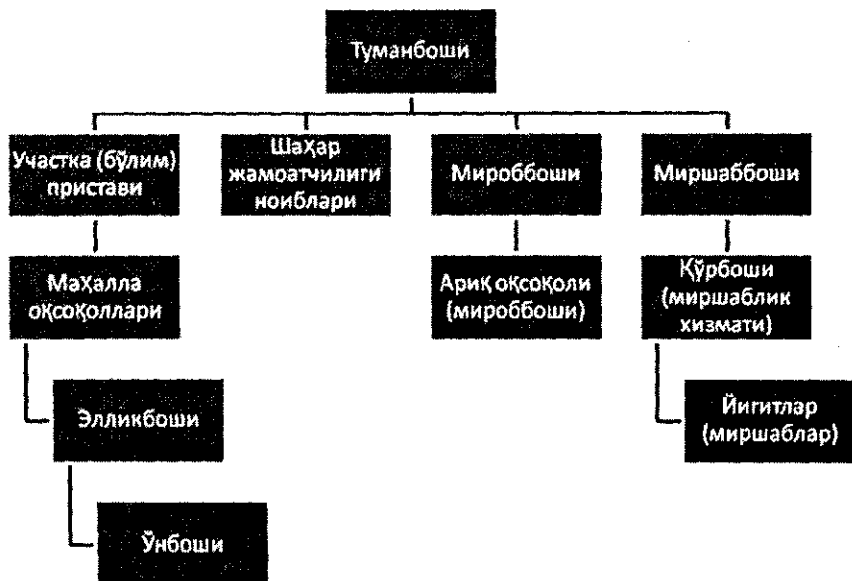 Туманбоши
Участка (бўлим)
пристави
Шаҳар
жамоатчилиги
ноиблари
Мироббоши
Миршаббоши
Маҳалла
оқсоқоллари
Ариқ оқсоқоли
(мироббоши)
Қўрбоши
(миршаблик
хизмати)
Элликбоши
Йигитлар
(миршаблар)
Ўнбоши